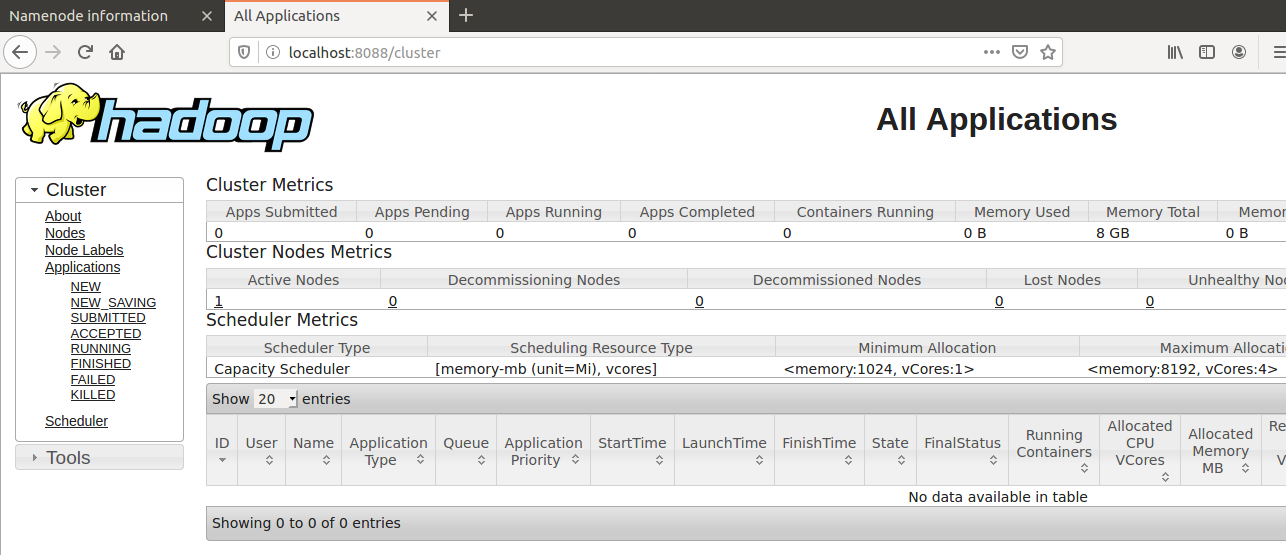 Namenode information
All Applications
localhost:8088/cluster
hadoop
All Applications
Cluster
About
Nodes
Node Labels
Applications
NEW
NEW_SAVING
SUBMITTED
ACCEPTED
RUNNING
FINISHED
FAILED
KILLED
Scheduler
Tools
Cluster Metrics
Apps Submitted Apps Pending Apps Running Apps Completed Containers Running Memory Used Memory Total Memor
0 0 0 0 0 0 B 8 GB 0 B
Cluster Nodes Metrics
Active Nodes Decommissioning Nodes Decommissioned Nodes Lost Nodes Unhealthy No
1 0 0 0 0
Scheduler Metrics
Scheduler Type Scheduling Resource Type Minimum Allocation Maximum Allocati
Capacity Scheduler [memory-mb (unit=Mi), vcores] <memory:1024, vCores:1> <memory:8192, vCores:4>
Show 20 entries
ID User Name Application Type Queue Application Priority StartTime LaunchTime FinishTime State FinalStatus Running Containers Allocated CPU VCores Allocated Memory MB Re V
No data available in table
Showing 0 to 0 of 0 entries